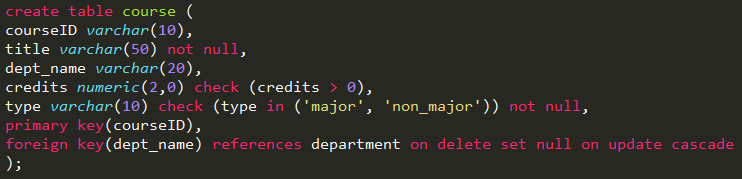 create table course (
courseID varchar(10),
title varchar(50) not null,
dept_name varchar(20),
credits numeric(2,0) check (credits > 0),
type varchar(10) check (type in ('major', 'non_major')) not null,
primary key(courseID),
foreign key(dept_name) references department on delete set null on update cascade
);